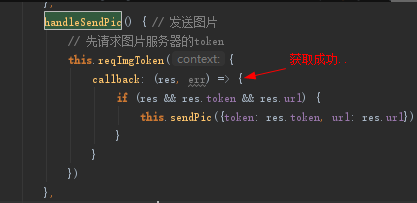 },
handleSendPic() { // 发送图片
// 先请求图片服务器的token
this.reqImgToken( context: {
callback: (res, err) => { 获取成功
if (res && res.token && res.url) {
this.sendPic({token: res.token, url: res.url})
}
}
})
},